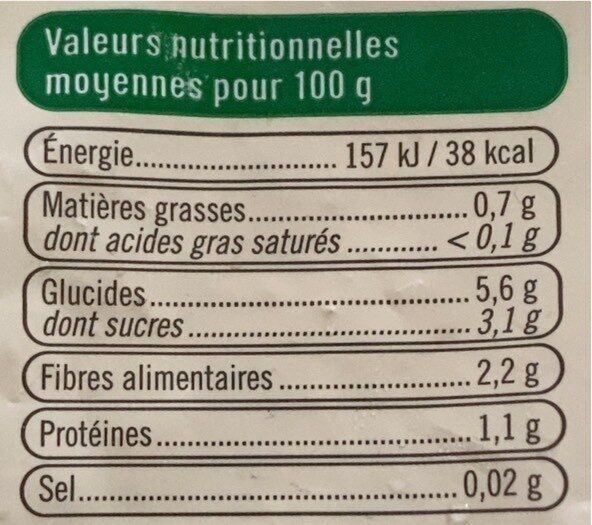 Valeurs nutritionnelles
moyennes pour 100 g
Énergie.......................... 157 kJ / 38 kcal
Matières grasses........................... 0,7 g
dont acides gras saturés ............ < 0,1 g
Glucides....................................... 5,6 g
dont sucres................................... 3,1 g
Fibres alimentaires........................ 2,2 g
Protéines...................................... 1,1 g
Sel.............................................. 0,02 g